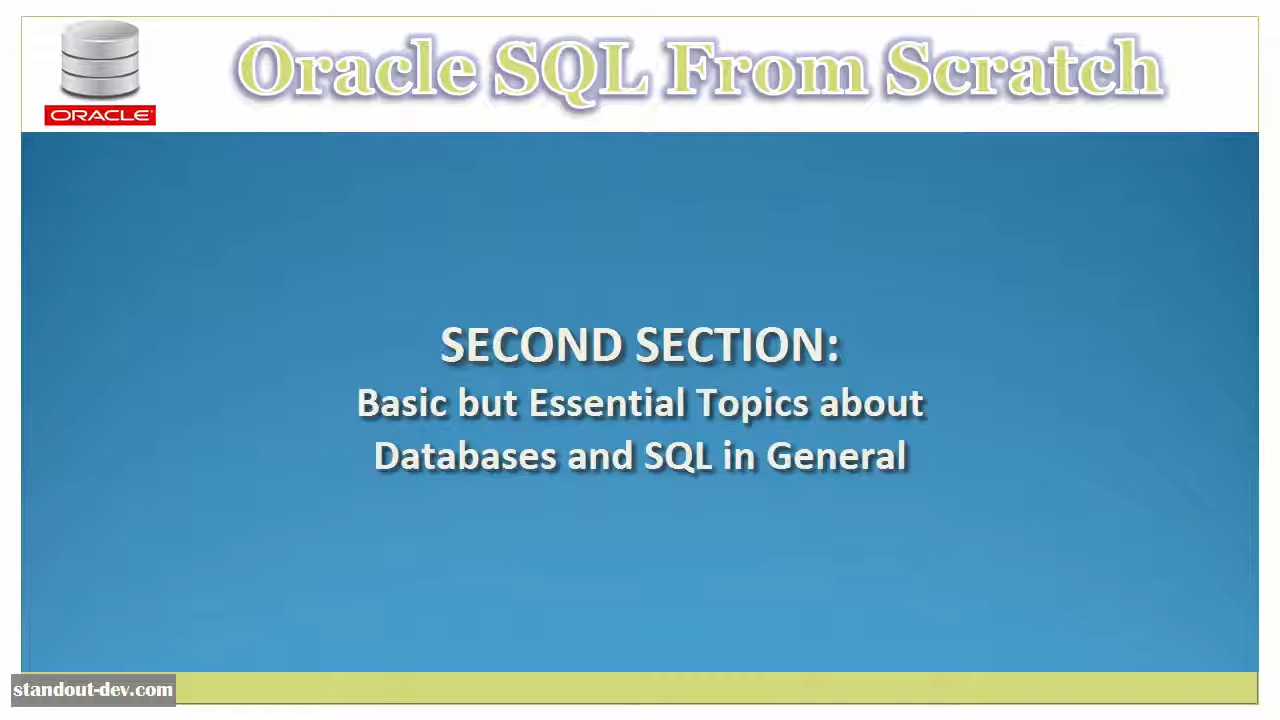 Oracle SQL From Scratch
ORACLE
SECOND SECTION:
Basic but Essential Topics about
Databases and SQL in General
standout-dev.com